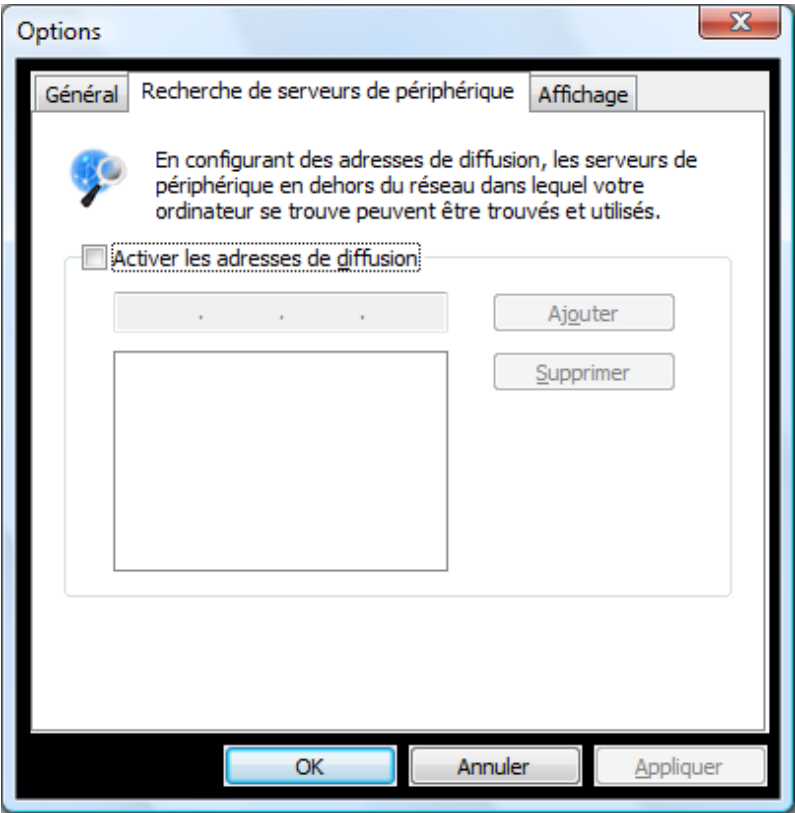 Options
Général
Recherche de serveurs de périphérique
Affichage
En configurant des adresses de diffusion, les serveurs de
périphérique en dehors du réseau dans lequel votre
ordinateur se trouve peuvent être trouvés et utilisés.
Activer les adresses de diffusion
. . .
Ajouter
Supprimer
OK
Annuler
Appliquer